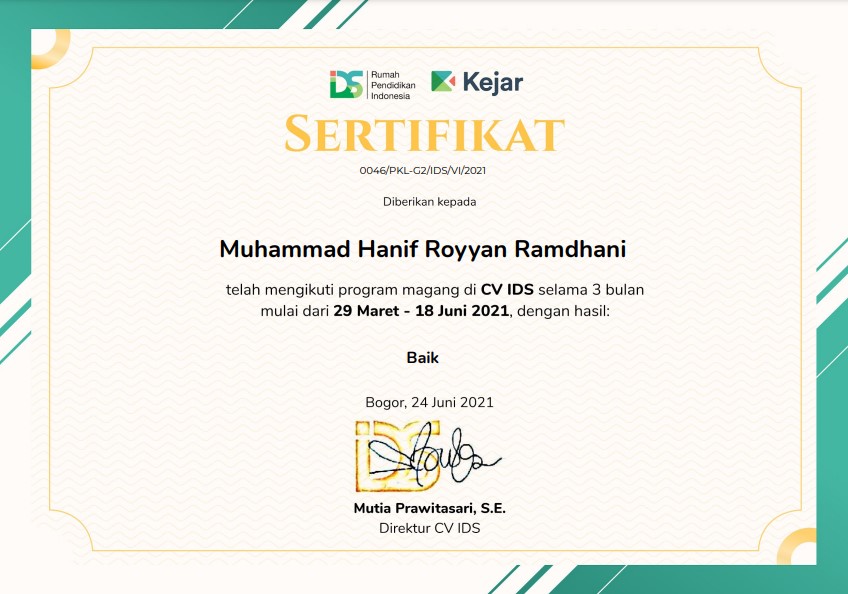 iDS
Rumah
Pendidikan
Indonesia
Kejar
SERTIFIKAT
0046/PKL-G2/IDS/VI/2021
Diberikan kepada
Muhammad Hanif Royyan Ramdhani
telah mengikuti program magang di CV IDS selama 3 bulan
mulai dari 29 Maret - 18 Juni 2021, dengan hasil:
Baik
Bogor, 24 Juni 2021
iDS
Mutia Prawitasari, S.E.
Direktur CV IDS